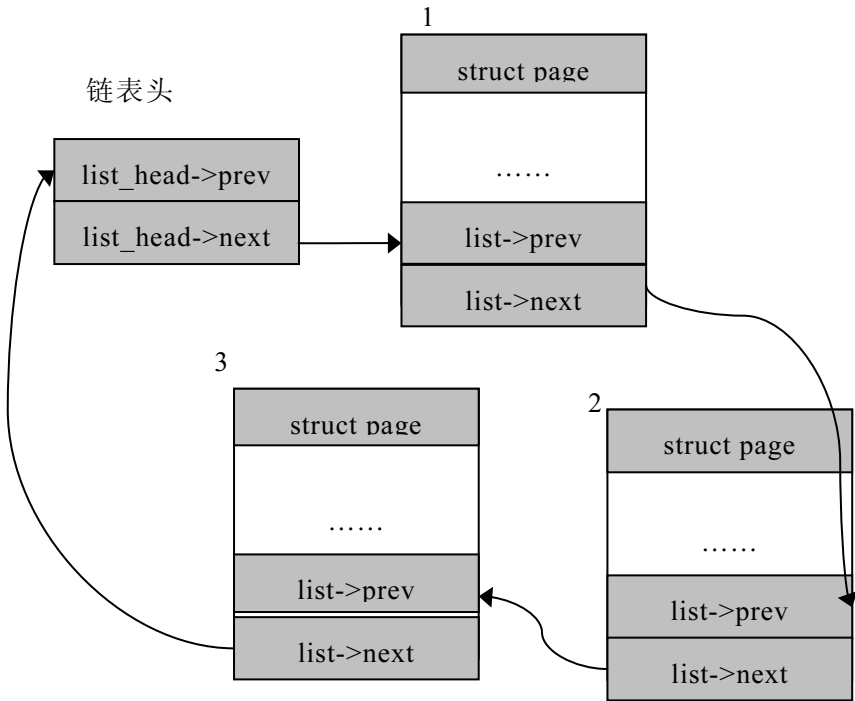 1
struct page
链表头
……
list_head->prev
list_head->next
list->prev
list->next
3
struct page
……
list->prev
list->next
2
struct page
……
list->prev
list->next